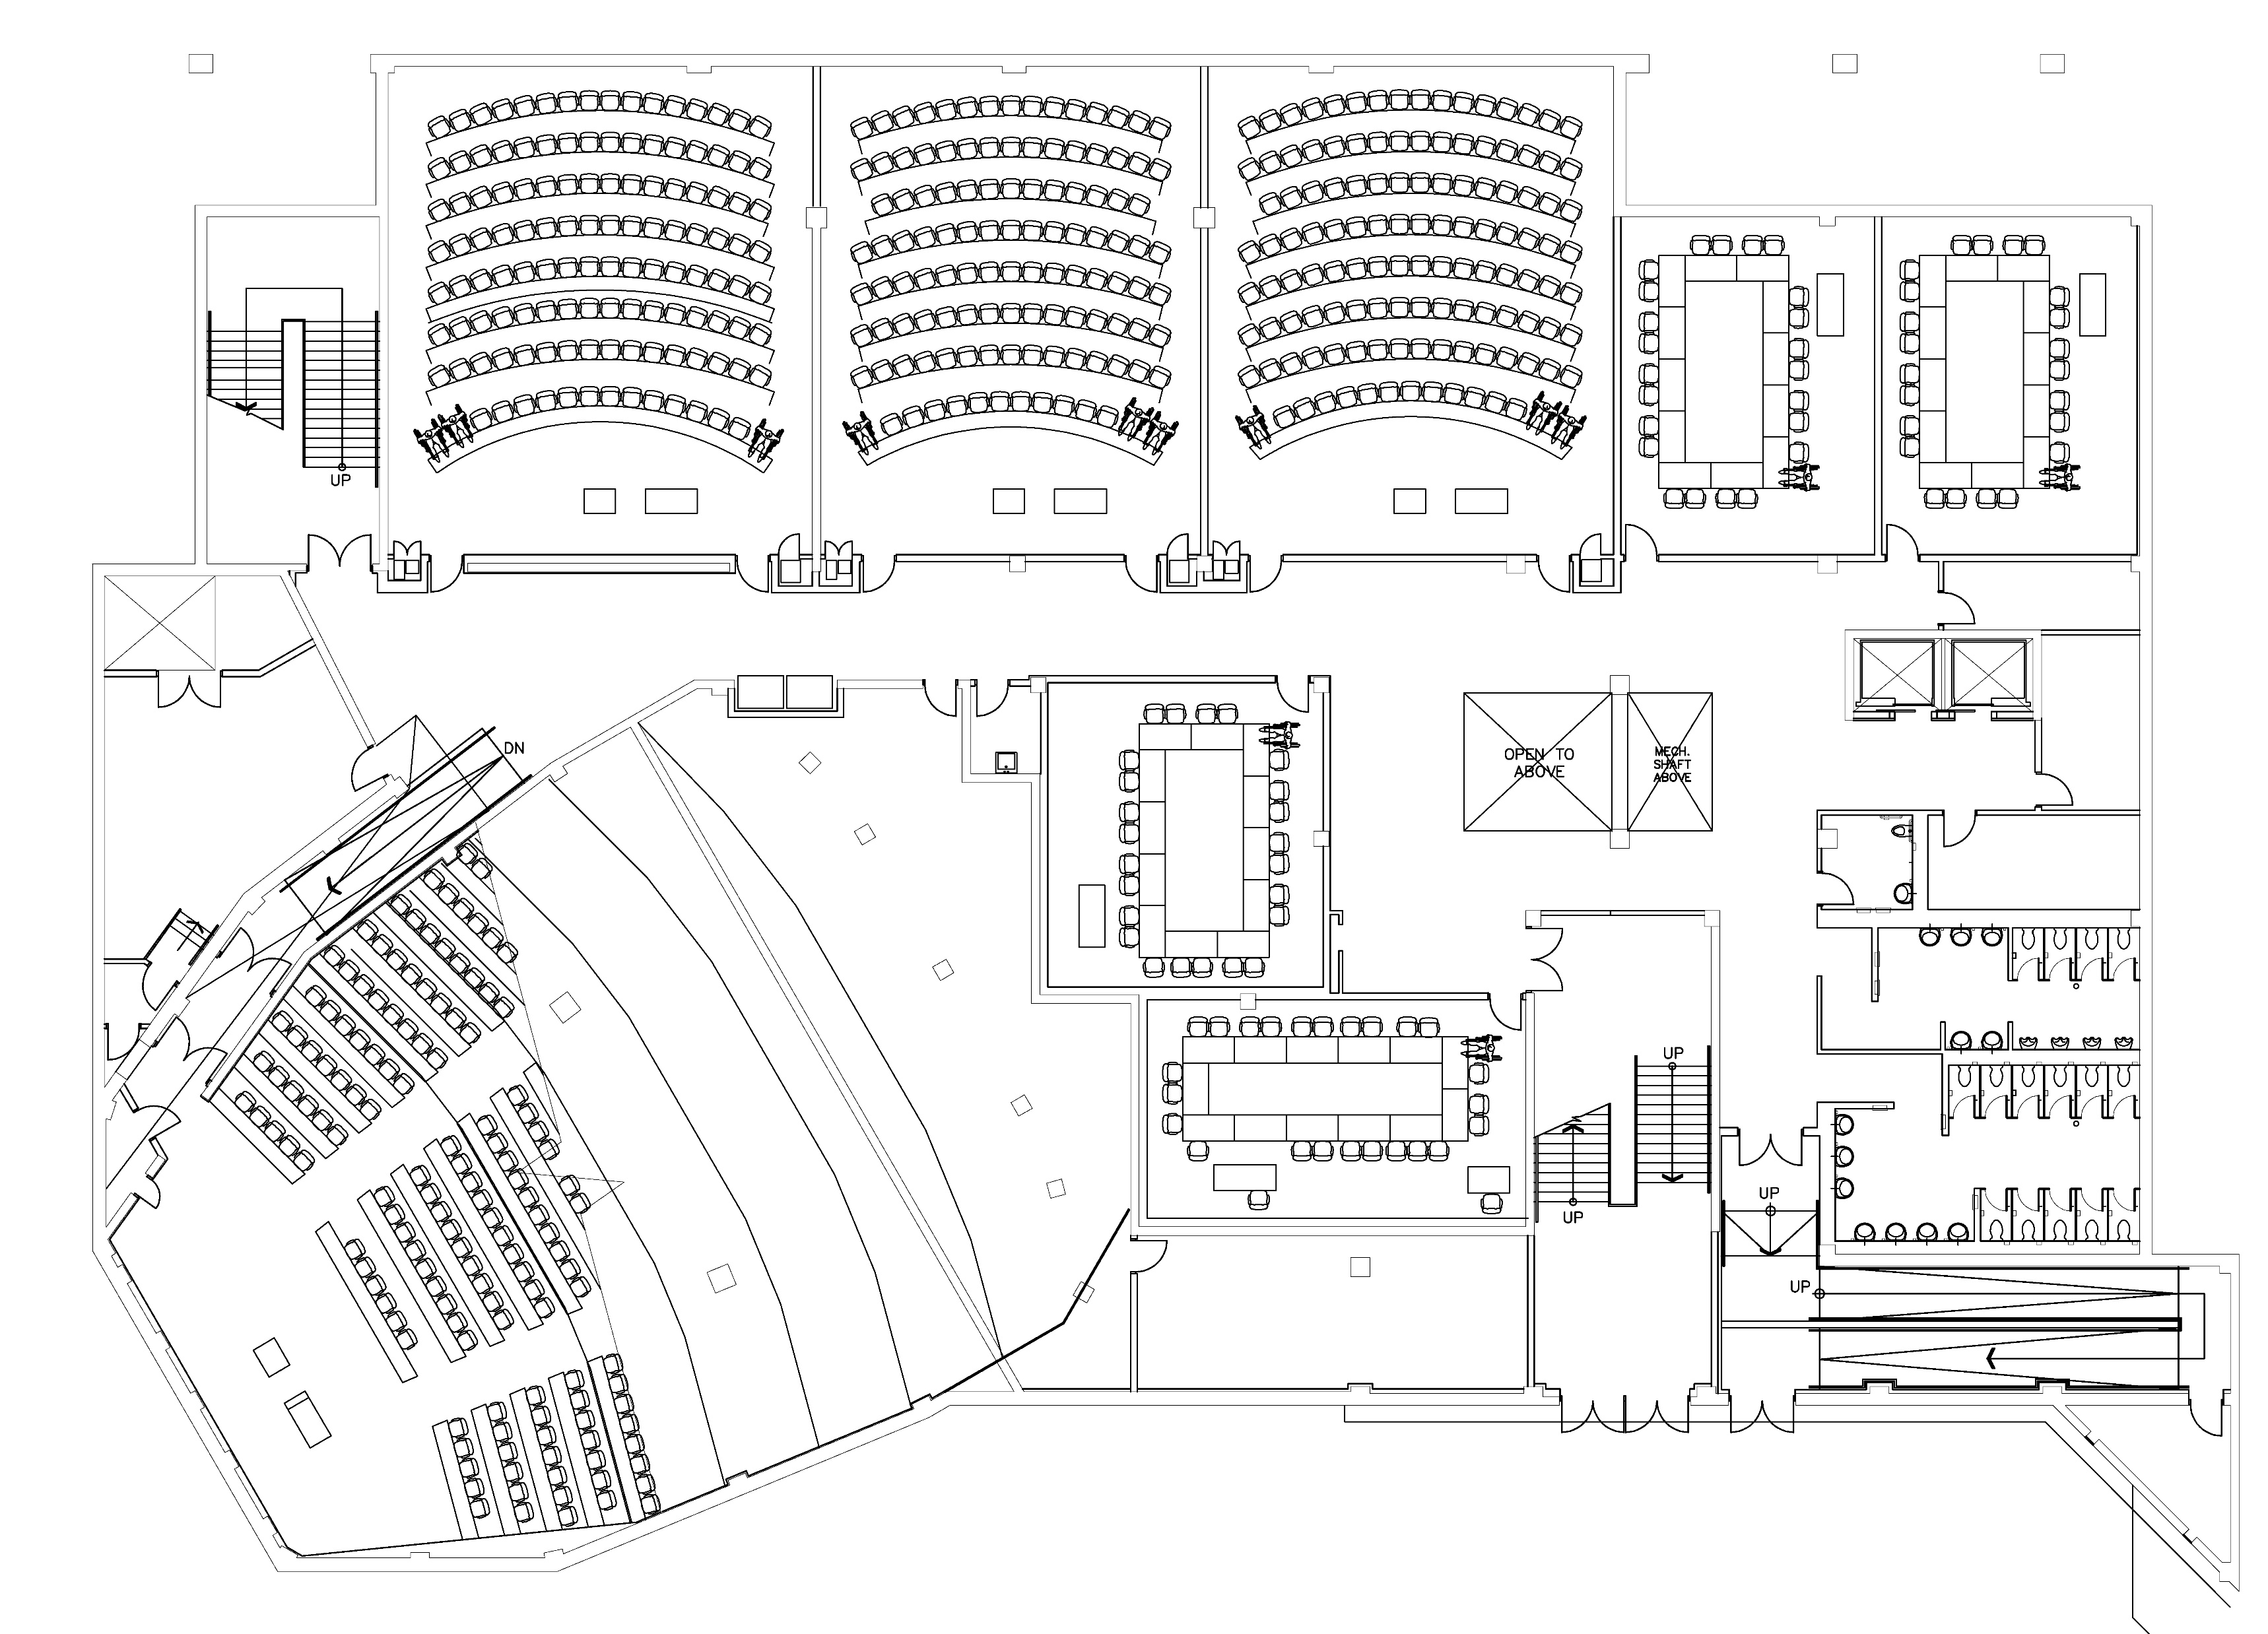 UP
DN
OPEN TO
ABOVE
MECH.
SHAFT
ABOVE
UP
UP
UP
UP